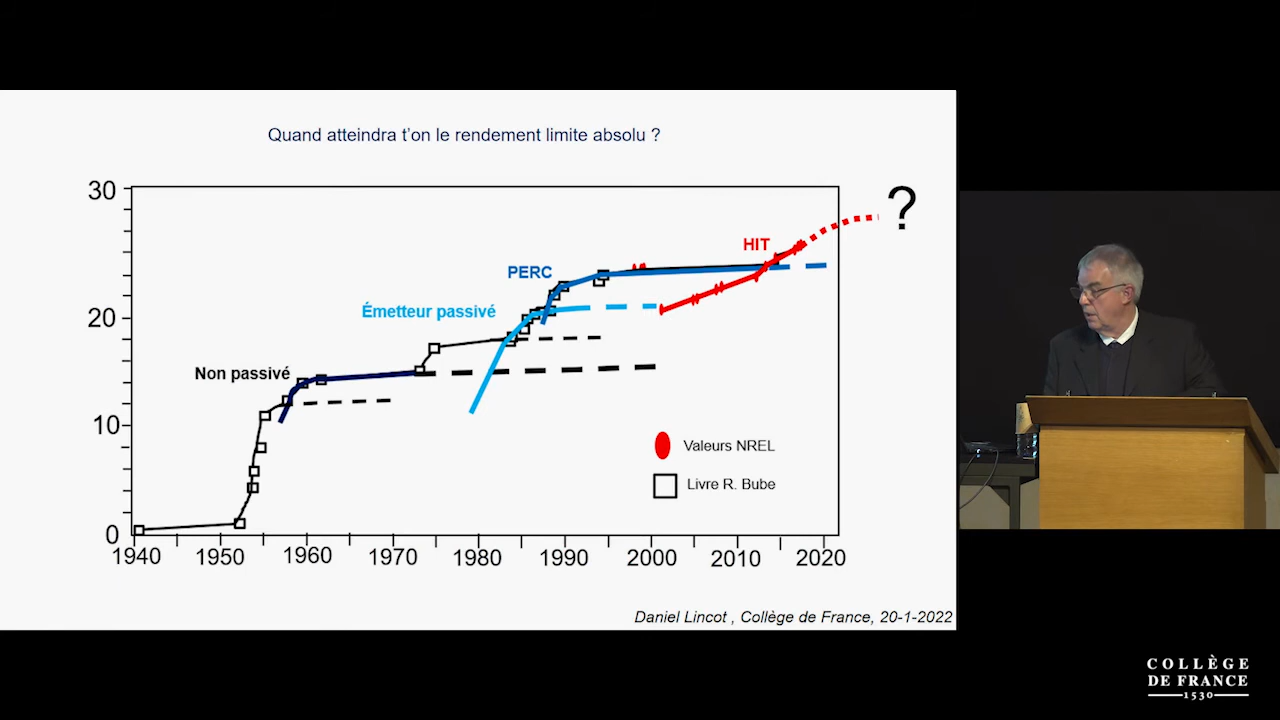 Quand atteindra t'on le rendement limite absolu ?
30
20
10
0
1940
1950
1960
1970
1980
1990
2000
2010
2020
Non passivé
Émetteur passivé
PERC
HIT
?
Valeurs NREL
Livre R. Bube
Daniel Lincot , Collège de France, 20-1-2022
COLLÈGE
DE FRANCE
1530